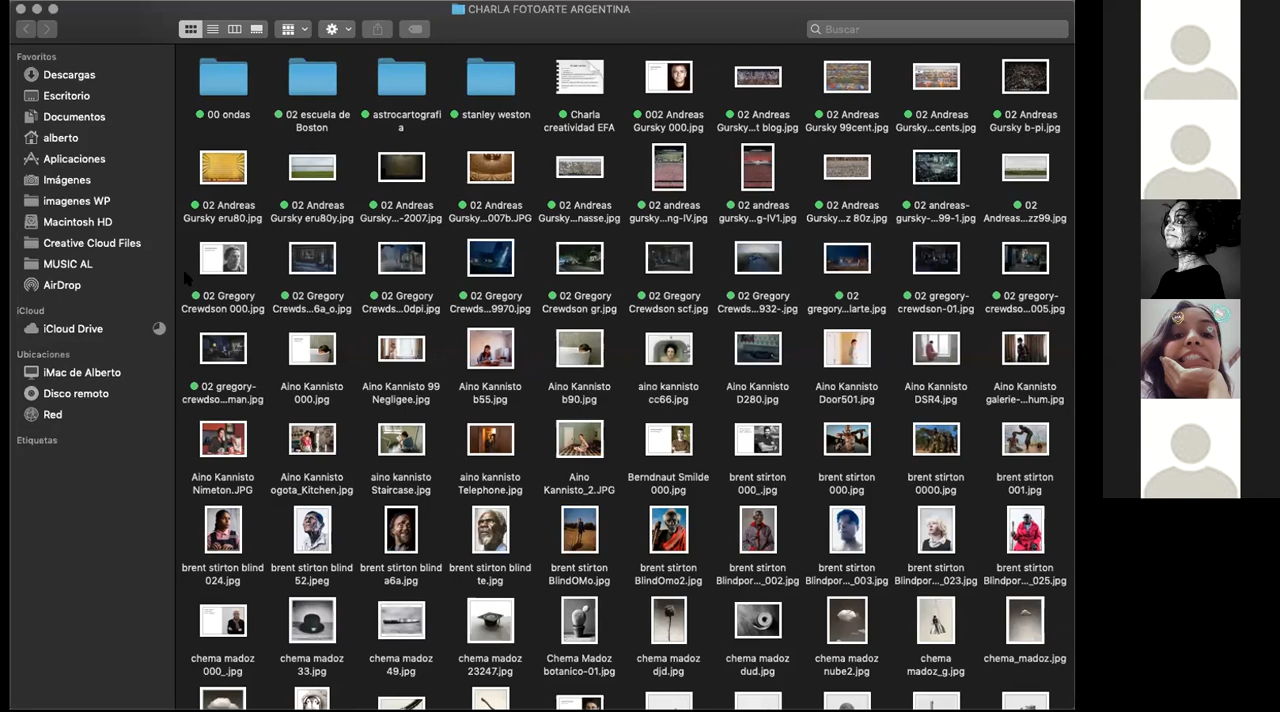 CHARLA FOTOARTE ARGENTINA
Buscar
Favoritos
Descargas
Escritorio
Documentos
alberto
Aplicaciones
Imágenes
imagenes WP
Macintosh HD
Creative Cloud Files
MUSIC AL
AirDrop
iCloud
iCloud Drive
Ubicaciones
iMac de Alberto
Disco remoto
Red
Etiquetas
00 ondas
02 escuela de
Boston
astrocartografi
a
stanley weston
Charla
creatividad EFA
002 Andreas
Gursky 000.jpg
02 Andreas
Gursky...t blog.jpg
02 Andreas
Gursky 99cent.jpg
02 Andreas
Gursky...cents.jpg
02 Andreas
Gursky b-pi.jpg
02 Andreas
Gursky eru80.jpg
02 Andreas
Gursky eru80y.jpg
02 Andreas
Gursky...-2007.jpg
02 Andreas
Gursky...007b.JPG
02 Andreas
Gursky...nasse.jpg
02 andreas
gursky...ng-IV.jpg
02 andreas
gursky...g-IV1.jpg
02 Andreas
Gursky...z 80z.jpg
02 andreas-
gursky-...99-1.jpg
02
Andreas...zz99.jpg
02 Gregory
Crewdson 000.jpg
02 Gregory
Crewds...6a_o.jpg
02 Gregory
Crewds...0dpi.jpg
02 Gregory
Crewds...9970.jpg
02 Gregory
Crewdson gr.jpg
02 Gregory
Crewdson scf.jpg
02 Gregory
Crewds...932-.jpg
02
gregory...larte.jpg
02 gregory-
crewdson-01.jpg
02 gregory-
crewdso...005.jpg
02 gregory-
crewdso...man.jpg
Aino Kannisto
000.jpg
Aino Kannisto 99
Negligee.jpg
Aino Kannisto
b55.jpg
Aino Kannisto
b90.jpg
aino kannisto
cc66.jpg
Aino Kannisto
D280.jpg
Aino Kannisto
Door501.jpg
Aino Kannisto
DSR4.jpg
Aino Kannisto
galerie-...hum.jpg
Aino Kannisto
Nimeton.JPG
Aino Kannisto
ogota_Kitchen.jpg
aino kannisto
Staircase.jpg
aino kannisto
Telephone.jpg
Aino
Kannisto_2.JPG
Berndnaut Smilde
000.jpg
brent stirton
000_.jpg
brent stirton
000.jpg
brent stirton
0000.jpg
brent stirton
001.jpg
brent stirton blind
024.jpg
brent stirton blind
52.jpeg
brent stirton blind
a6a.jpg
brent stirton blind
te.jpg
brent stirton
BlindOMo.jpg
brent stirton
BlindOmo2.jpg
brent stirton
Blindpor..._002.jpg
brent stirton
Blindpor..._003.jpg
brent stirton
Blindpor..._023.jpg
brent stirton
Blindpor..._025.jpg
chema madoz
000_.jpg
chema madoz
33.jpg
chema madoz
49.jpg
chema madoz
23247.jpg
Chema Madoz
botanico-01.jpg
chema madoz
djd.jpg
chema madoz
dud.jpg
chema madoz
nube2.jpg
chema
madoz_g.jpg
chema_madoz.jpg